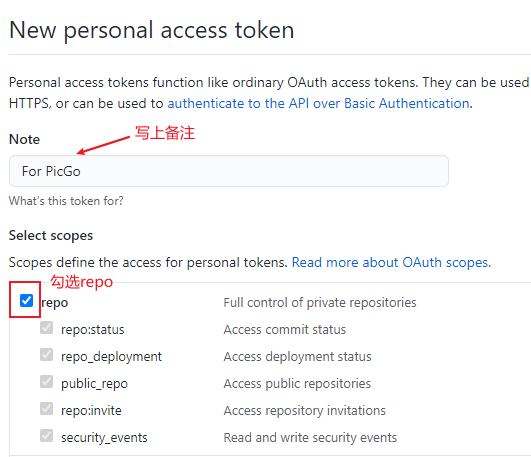 New personal access token
Personal access tokens function like ordinary OAuth access tokens. They can be used
HTTPS, or can be used to authenticate to the API over Basic Authentication.
写上备注
Note
For PicGo
What's this token for?
Select scopes
Scopes define the access for personal tokens. Read more about OAuth scopes.
勾选repo
repo Full control of private repositories
repo:status Access commit status
repo_deployment Access deployment status
public_repo Access public repositories
repo:invite Access repository invitations
security_events Read and write security events